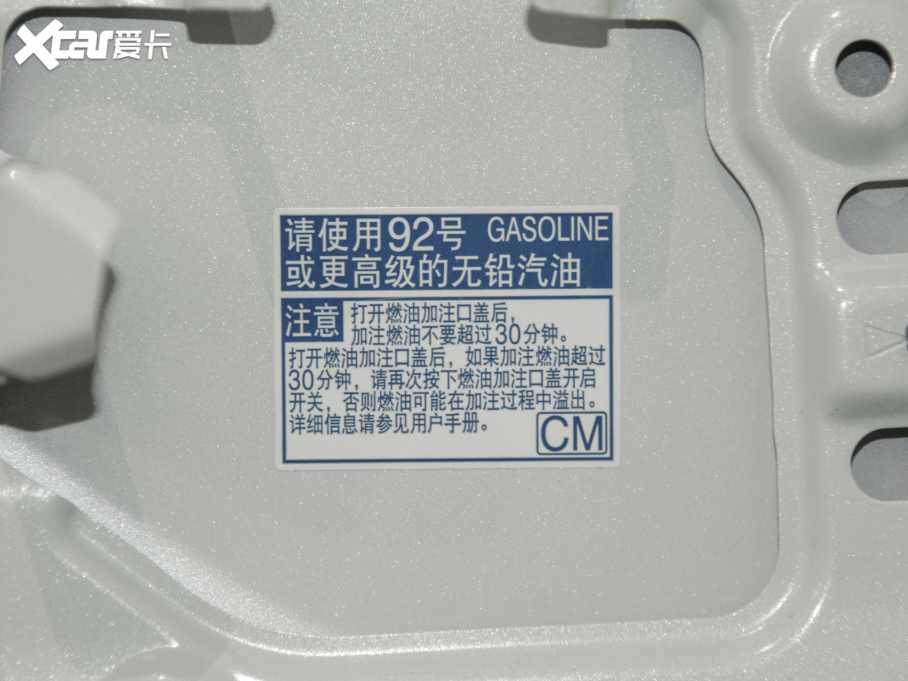 Xcar爱卡
请使用92号 GASOLINE
或更高级的无铅汽油
注意 打开燃油加注口盖后，
加注燃油不要超过30分钟。
打开燃油加注口盖后，如果加注燃油超过
30分钟，请再次按下燃油加注口盖开启
开关，否则燃油可能在加注过程中溢出。
详细信息请参见用户手册。
CM